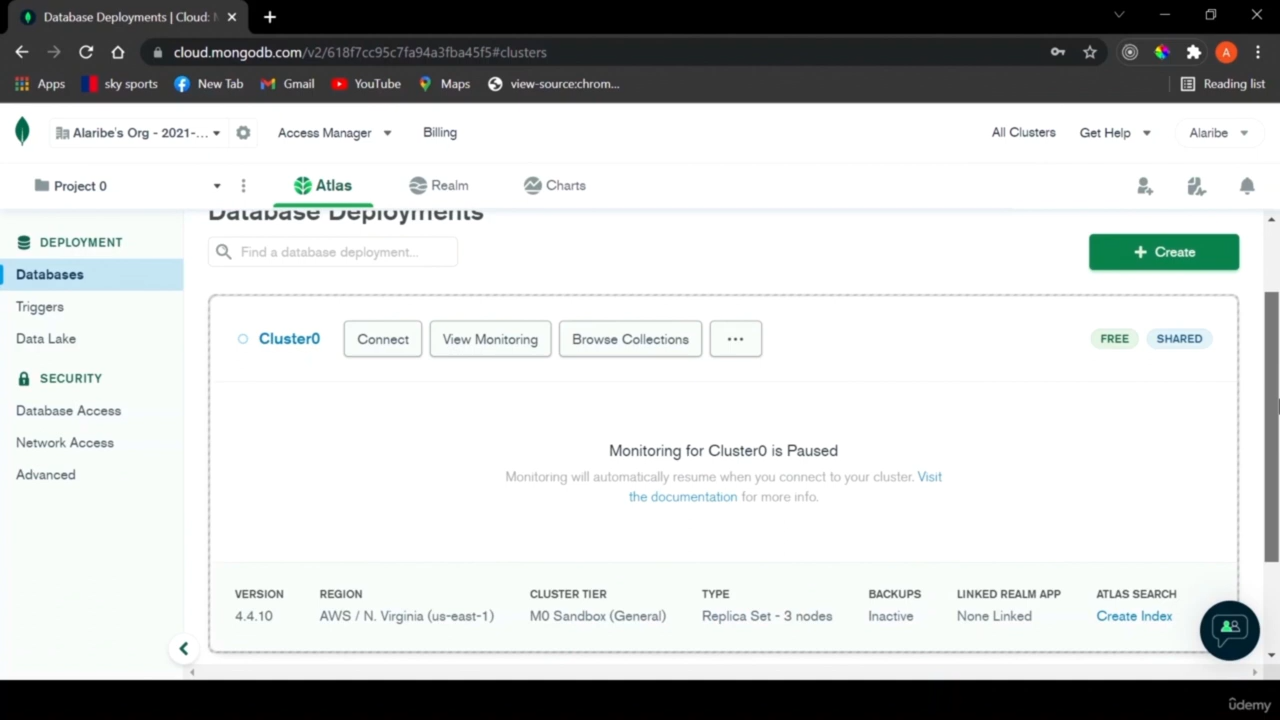 Database Deployments | Cloud: M
cloud.mongodb.com/v2/618f7cc95c7fa94a3fba45f5#clusters
A
Apps
sky sports
New Tab
Gmail
YouTube
Maps
view-source:chrom...
Reading list
Alaribe's Org - 2021-...
Access Manager
Billing
All Clusters
Get Help
Alaribe
Project 0
Atlas
Realm
Charts
Database Deployments
DEPLOYMENT
Databases
Triggers
Data Lake
SECURITY
Database Access
Network Access
Advanced
Find a database deployment...
+ Create
Cluster0
Connect
View Monitoring
Browse Collections
...
FREE
SHARED
Monitoring for Cluster0 is Paused
Monitoring will automatically resume when you connect to your cluster. Visit
the documentation for more info.
VERSION
4.4.10
REGION
AWS / N. Virginia (us-east-1)
CLUSTER TIER
M0 Sandbox (General)
TYPE
Replica Set - 3 nodes
BACKUPS
Inactive
LINKED REALM APP
None Linked
ATLAS SEARCH
Create Index
ûdemy